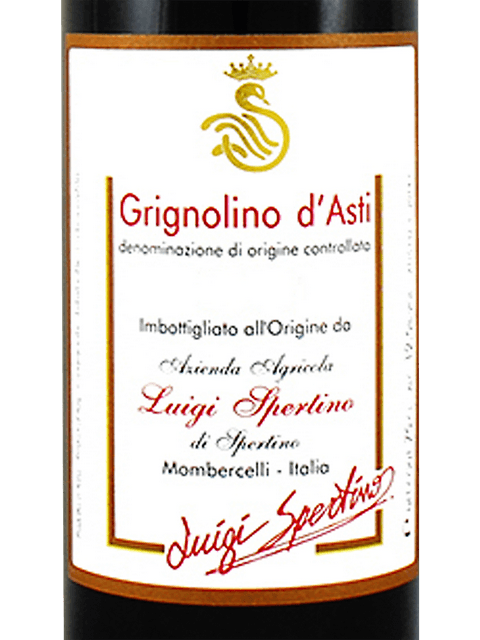 Grignolino d'Asti
denominazione di origine controllata
Imbottigliato all'Origine da
Azienda Agricola
Luigi Spertino
di Spertino
Mombercelli - Italia
Luigi Spertino